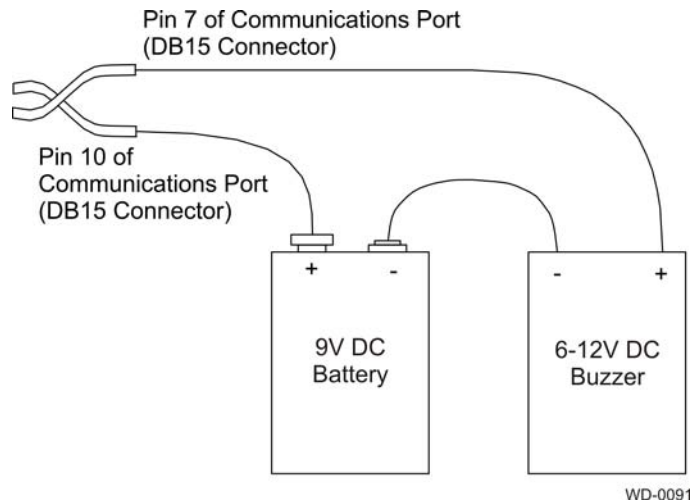 Pin 7 of Communications Port
(DB15 Connector)
Pin 10 of
Communications Port
(DB15 Connector)
+
-
-
+
9V DC
Battery
6-12V DC
Buzzer
WD-0091